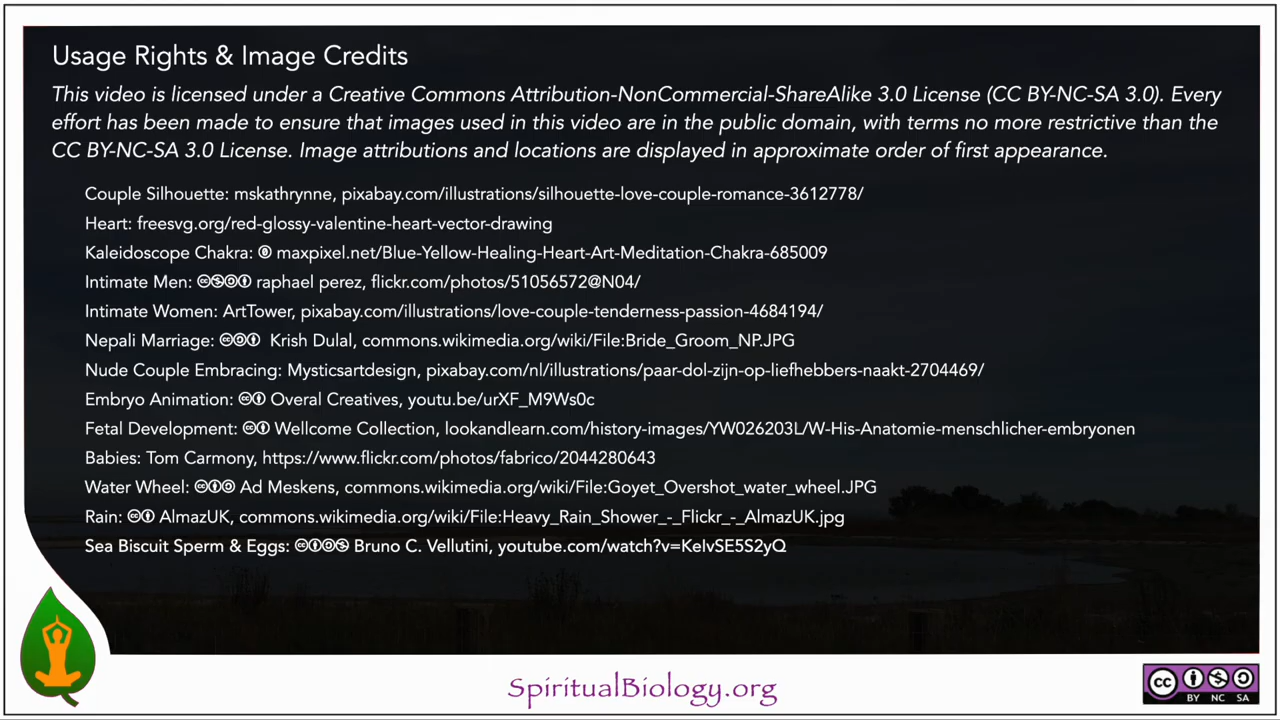 Usage Rights & Image Credits
This video is licensed under a Creative Commons Attribution-NonCommercial-ShareAlike 3.0 License (CC BY-NC-SA 3.0). Every
effort has been made to ensure that images used in this video are in the public domain, with terms no more restrictive than the
CC BY-NC-SA 3.0 License. Image attributions and locations are displayed in approximate order of first appearance.
Couple Silhouette: mskathrynne, pixabay.com/illustrations/silhouette-love-couple-romance-3612778/
Heart: freesvg.org/red-glossy-valentine-heart-vector-drawing
Kaleidoscope Chakra: maxpixel.net/Blue-Yellow-Healing-Heart-Art-Meditation-Chakra-685009
Intimate Men: raphael perez, flickr.com/photos/51056572@N04/
Intimate Women: ArtTower, pixabay.com/illustrations/love-couple-tenderness-passion-4684194/
Nepali Marriage: Krish Dulal, commons.wikimedia.org/wiki/File:Bride_Groom_NP.JPG
Nude Couple Embracing: Mysticsartdesign, pixabay.com/nl/illustrations/paar-dol-zijn-op-liefhebbers-naakt-2704469/
Embryo Animation: Overal Creatives, youtu.be/urXF_M9Ws0c
Fetal Development: Wellcome Collection, lookandlearn.com/history-images/YW026203L/W-His-Anatomie-menschlicher-embryonen
Babies: Tom Carmony, https://www.flickr.com/photos/fabrico/2044280643
Water Wheel: Ad Meskens, commons.wikimedia.org/wiki/File:Goyet_Overshot_water_wheel.JPG
Rain: AlmazUK, commons.wikimedia.org/wiki/File:Heavy_Rain_Shower_-_Flickr_-_AlmazUK.jpg
Sea Biscuit Sperm & Eggs: Bruno C. Vellutini, youtube.com/watch?v=KeIvSE5S2yQ
SpiritualBiology.org
CC BY NC SA